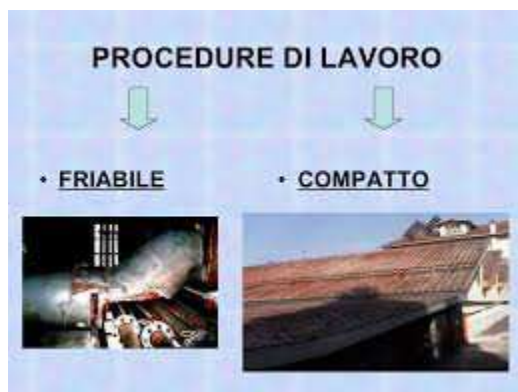 PROCEDURE DI LAVORO
• FRIABILE
• COMPATTO